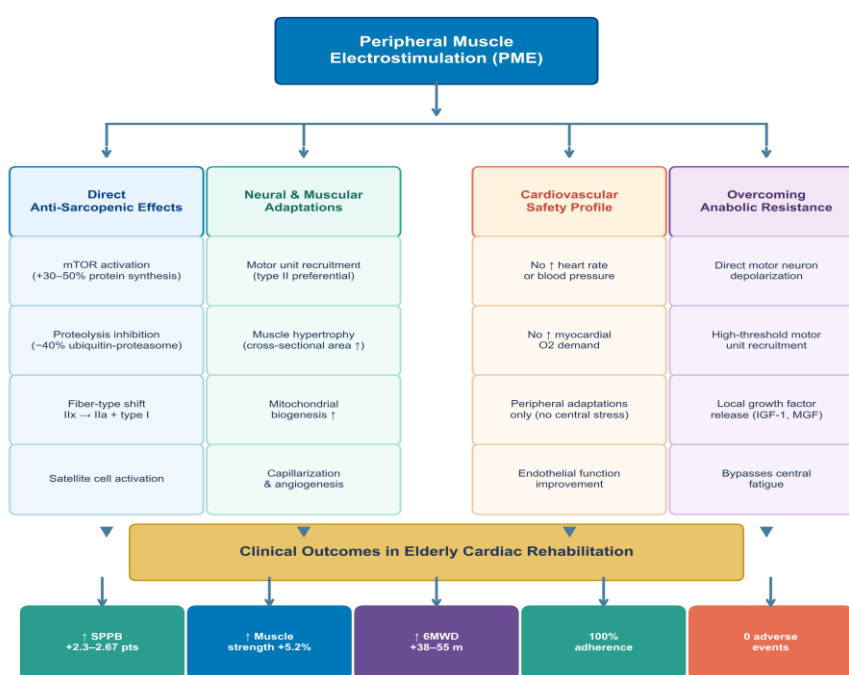 Peripheral Muscle
Electrostimulation (PME)
Direct
Anti-Sarcopenic Effects
mTOR activation
(+30–50% protein synthesis)
Proteolysis inhibition
(−40% ubiquitin-proteasome)
Fiber-type shift
IIx → IIa + type I
Satellite cell activation
Neural & Muscular
Adaptations
Motor unit recruitment
(type II preferential)
Muscle hypertrophy
(cross-sectional area ↑)
Mitochondrial
biogenesis ↑
Capillarization
& angiogenesis
Cardiovascular
Safety Profile
No ↑ heart rate
or blood pressure
No ↑ myocardial
O2 demand
Peripheral adaptations
only (no central stress)
Endothelial function
improvement
Overcoming
Anabolic Resistance
Direct motor neuron
depolarization
High-threshold motor
unit recruitment
Local growth factor
release (IGF-1, MGF)
Bypasses central
fatigue
Clinical Outcomes in Elderly Cardiac Rehabilitation
↑ SPPB
+2.3–2.67 pts
↑ Muscle
strength +5.2%
↑ 6MWD
+38–55 m
100%
adherence
0 adverse
events